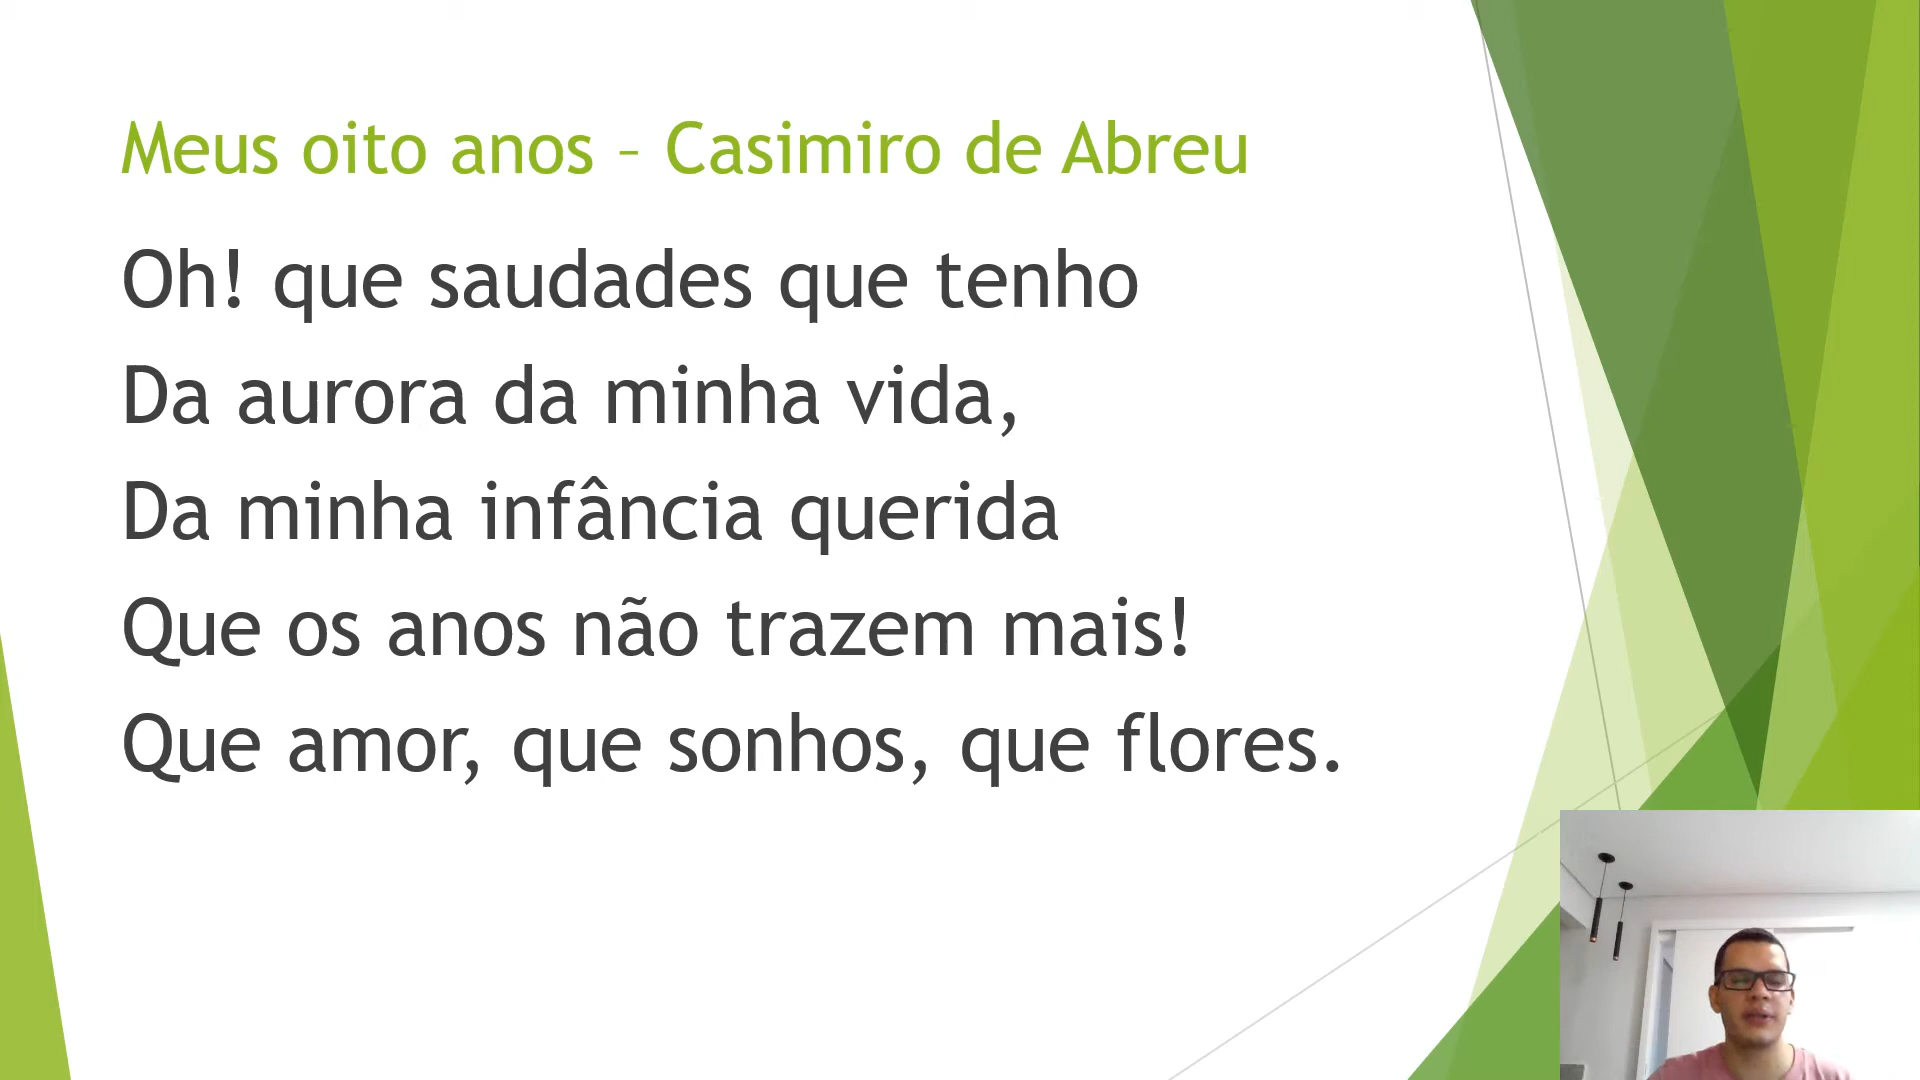 Meus oito anos – Casimiro de Abreu
Oh! que saudades que tenho
Da aurora da minha vida,
Da minha infância querida
Que os anos não trazem mais!
Que amor, que sonhos, que flores.